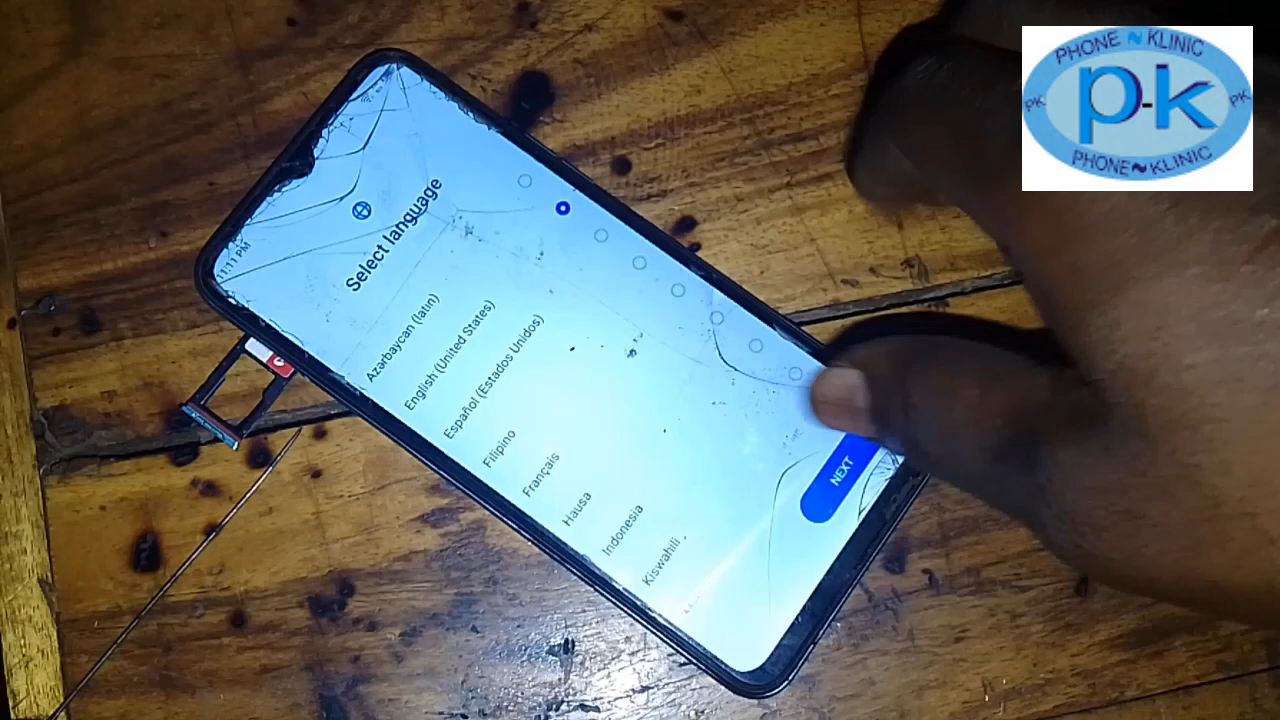 11:11 PM
Select language
Azərbaycan (latın)
English (United States)
Español (Estados Unidos)
Filipino
Français
Hausa
Indonesia
Kiswahili
NEXT
PHONE ~ KLINIC
PK
p-k
PK
PHONE~KLINIC